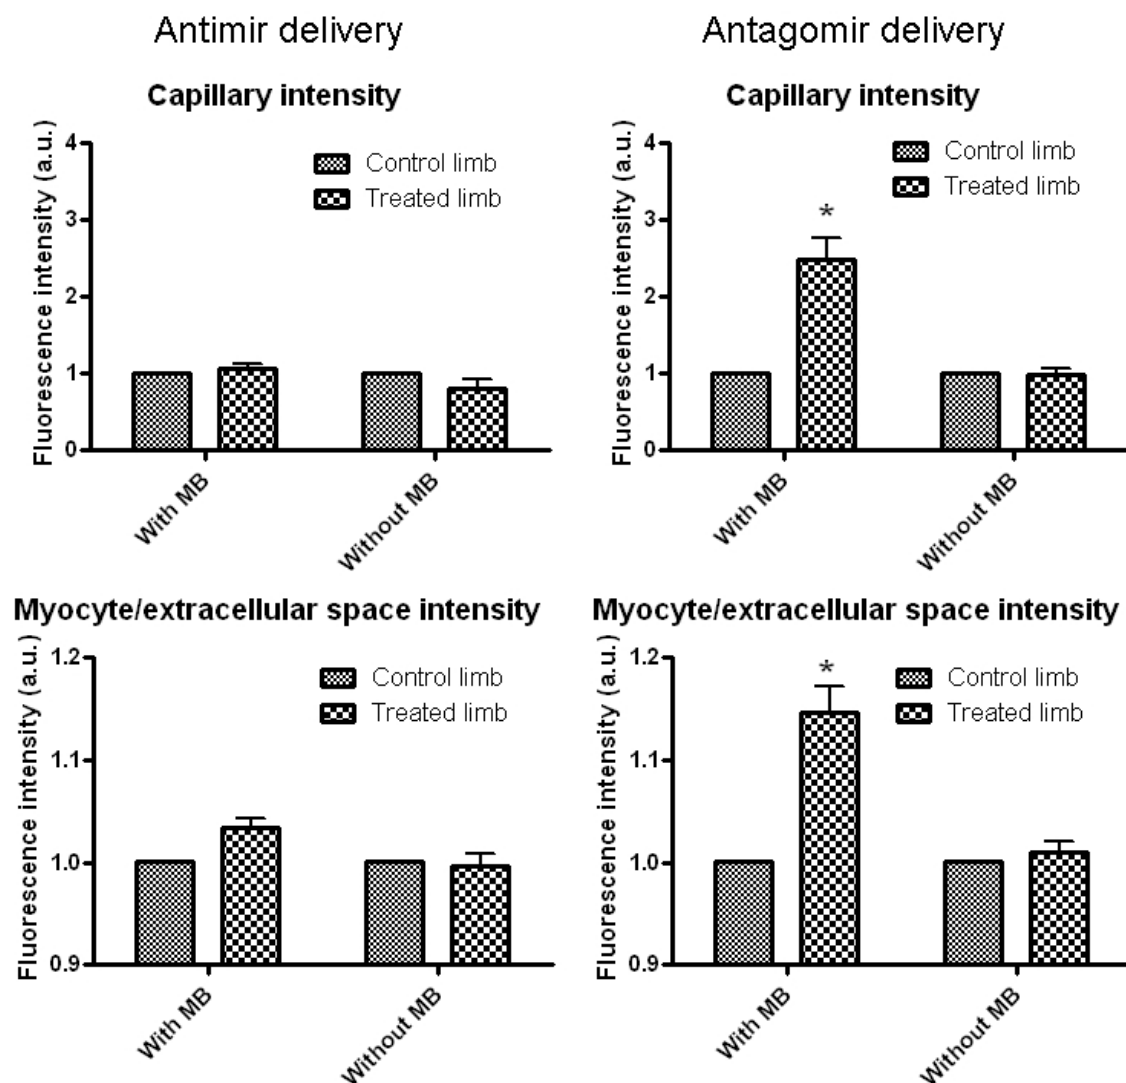 Antimir delivery
Capillary intensity
Fluorescence intensity (a.u.)
4
3
2
1
0
Control limb
Treated limb
With MB
Without MB
Antagomir delivery
Capillary intensity
Fluorescence intensity (a.u.)
4
3
2
1
0
Control limb
Treated limb
*
With MB
Without MB
Myocyte/extracellular space intensity
Fluorescence intensity (a.u.)
1.2
1.1
1.0
0.9
Control limb
Treated limb
With MB
Without MB
Myocyte/extracellular space intensity
Fluorescence intensity (a.u.)
1.2
1.1
1.0
0.9
Control limb
Treated limb
*
With MB
Without MB